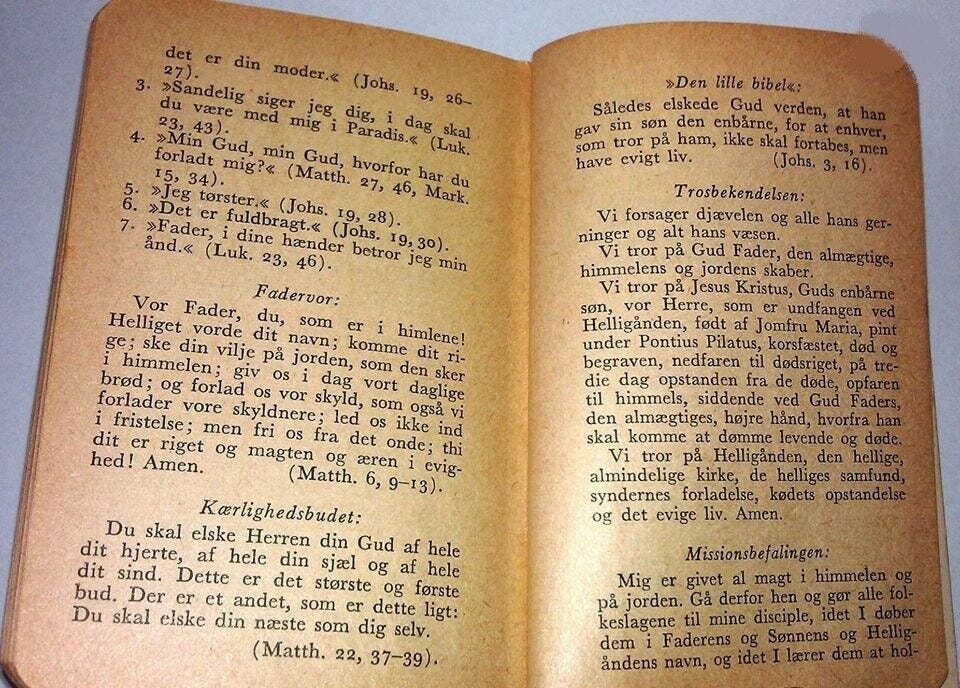 det er din moder.« (Johs. 19, 26–
27).
3. »Sandelig siger jeg dig, i dag skal
du være med mig i Paradis.« (Luk.
23, 43).
4. »Min Gud, min Gud, hvorfor har du
forladt mig?« (Matth. 27, 46, Mark.
15, 34).
5. »Jeg tørster.« (Johs. 19, 28).
6. »Det er fuldbragt.« (Johs. 19, 30).
7. »Fader, i dine hænder betror jeg min
ånd.« (Luk. 23, 46).
Fadervor:
Vor Fader, du, som er i himlene!
Helliget vorde dit navn; komme dit ri-
ge; ske din vilje på jorden, som den sker
i himmelen; giv os i dag vort daglige
brød; og forlad os vor skyld, som også vi
forlader vore skyldnere; led os ikke ind
i fristelse; men fri os fra det onde; thi
dit er riget og magten og æren i evig-
hed! Amen. (Matth. 6, 9–13).
Kærlighedsbudet:
Du skal elske Herren din Gud af hele
dit hjerte, af hele din sjæl og af hele
dit sind. Dette er det største og første
bud. Der er et andet, som er dette ligt:
Du skal elske din næste som dig selv.
(Matth. 22, 37–39).
»Den lille bibel«:
Således elskede Gud verden, at han
gav sin søn den enbårne, for at enhver,
som tror på ham, ikke skal fortabes, men
have evigt liv. (Johs. 3, 16).
Trosbekendelsen:
Vi forsager djævelen og alle hans ger-
ninger og alt hans væsen.
Vi tror på Gud Fader, den almægtige,
himmelens og jordens skaber.
Vi tror på Jesus Kristus, Guds enbårne
søn, vor Herre, som er undfangen ved
Helligånden, født af Jomfru Maria, pint
under Pontius Pilatus, korsfæstet, død og
begraven, nedfaren til dødsriget, på tre-
die dag opstanden fra de døde, opfaren
til himmels, siddende ved Gud Faders,
den almægtiges, højre hånd, hvorfra han
skal komme at dømme levende og døde.
Vi tror på Helligånden, den hellige,
almindelige kirke, de helliges samfund,
syndernes forladelse, kødets opstandelse
og det evige liv. Amen.
Missionsbefalingen:
Mig er givet al magt i himmelen og
på jorden. Gå derfor hen og gør alle fol-
keslagene til mine disciple, idet I døber
dem i Faderens og Sønnens og Hellig-
åndens navn, og idet I lærer dem at hol-